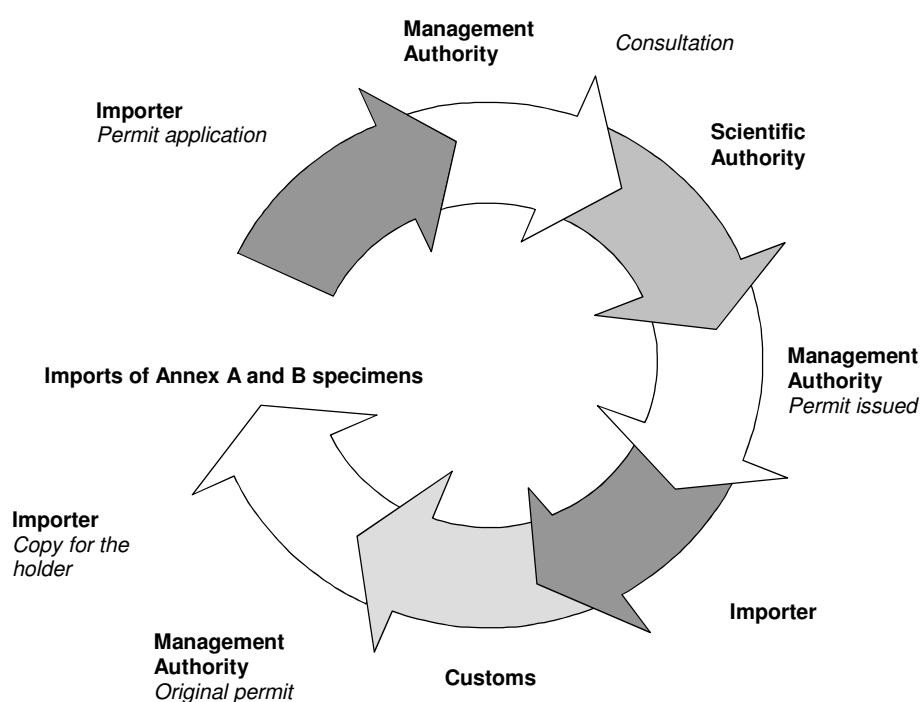 Management
Authority
Consultation
Importer
Permit application
Scientific
Authority
Management
Authority
Permit issued
Imports of Annex A and B specimens
Importer
Copy for the
holder
Importer
Management
Authority
Original permit
Customs